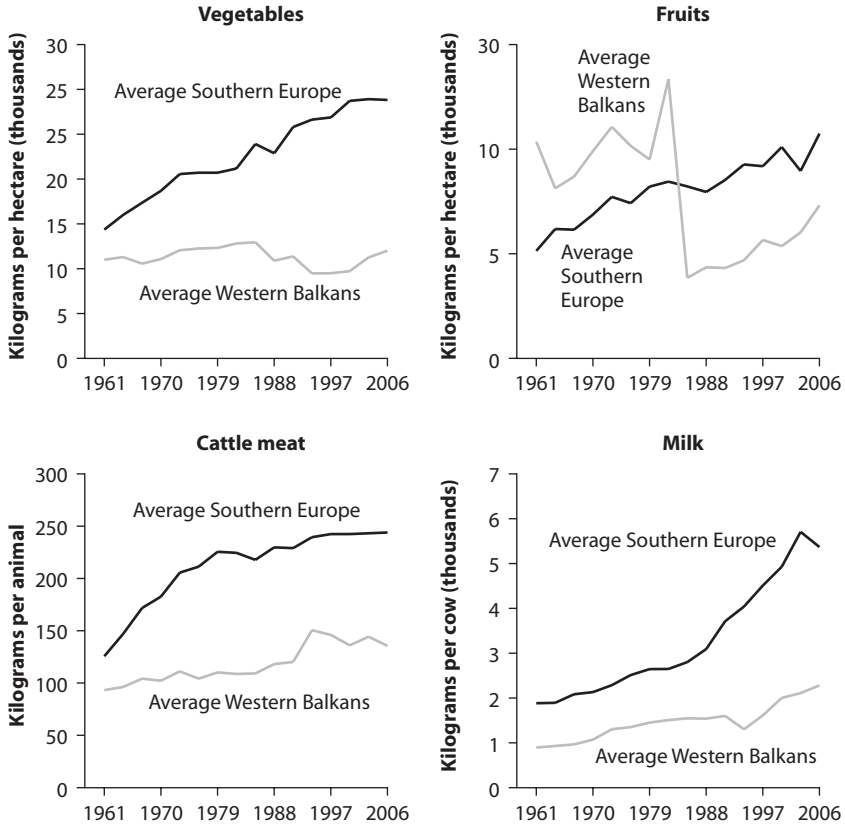 Vegetables
Kilograms per hectare (thousands)
30
25
20
15
10
5
0
Average Southern Europe
Average Western Balkans
1961 1970 1979 1988 1997 2006
Fruits
Kilograms per hectare (thousands)
30
10
5
0
Average
Western
Balkans
Average
Southern
Europe
1961 1970 1979 1988 1997 2006
Cattle meat
Kilograms per animal
300
250
200
150
100
50
0
Average Southern Europe
Average Western Balkans
1961 1970 1979 1988 1997 2006
Milk
Kilograms per cow (thousands)
7
6
5
4
3
2
1
0
Average Southern Europe
Average Western Balkans
1961 1970 1979 1988 1997 2006